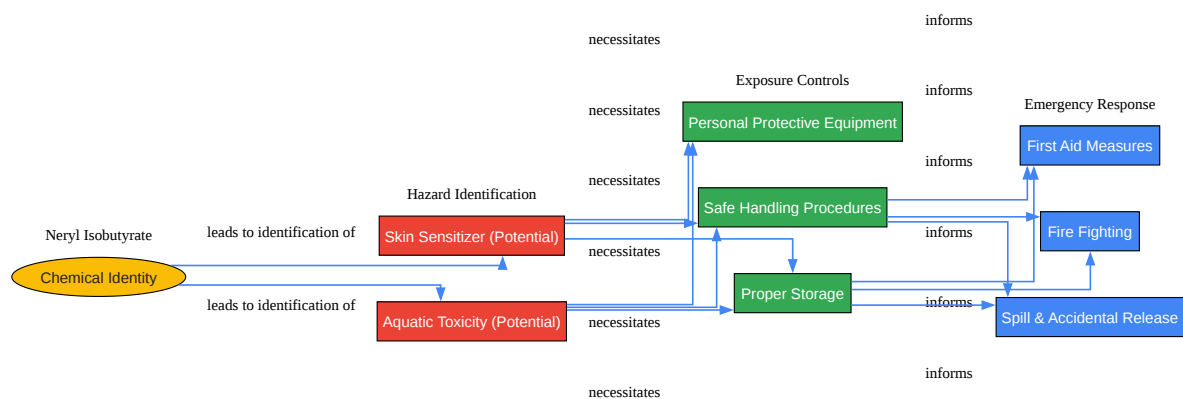 Neryl Isobutyrate
Chemical Identity
leads to identification of
leads to identification of
Hazard Identification
Skin Sensitizer (Potential)
Aquatic Toxicity (Potential)
necessitates
necessitates
necessitates
necessitates
necessitates
necessitates
Exposure Controls
Personal Protective Equipment
Safe Handling Procedures
Proper Storage
informs
informs
informs
informs
informs
informs
Emergency Response
First Aid Measures
Fire Fighting
Spill & Accidental Release